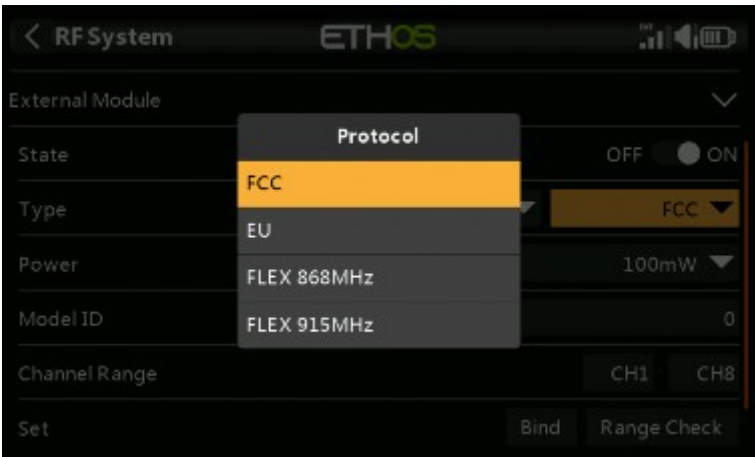 RF System ETHOS
External Module
Protocol
State OFF ON
FCC
Type FCC
EU
Power 100mW
FLEX 868MHz
Model ID 0
FLEX 915MHz
Channel Range CH1 CH8
Set Bind Range Check